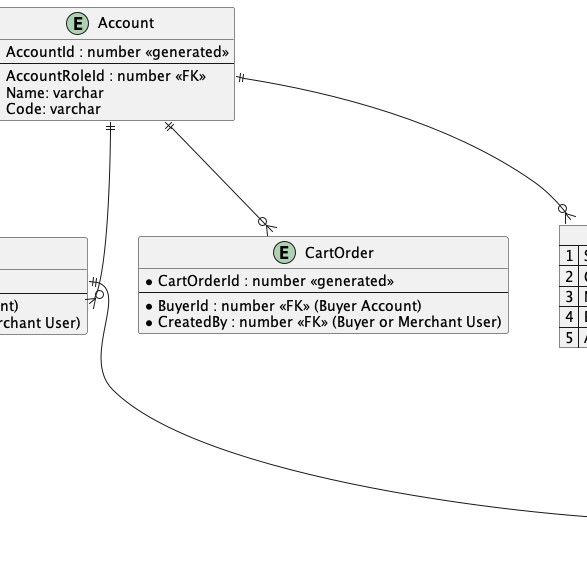 E Account
AccountId : number «generated»
AccountRoleId : number «FK»
Name: varchar
Code: varchar
E CartOrder
CartOrderId : number «generated»
BuyerId : number «FK» (Buyer Account)
CreatedBy : number «FK» (Buyer or Merchant User)
nt)
rchant User)
1
2
3
4
5